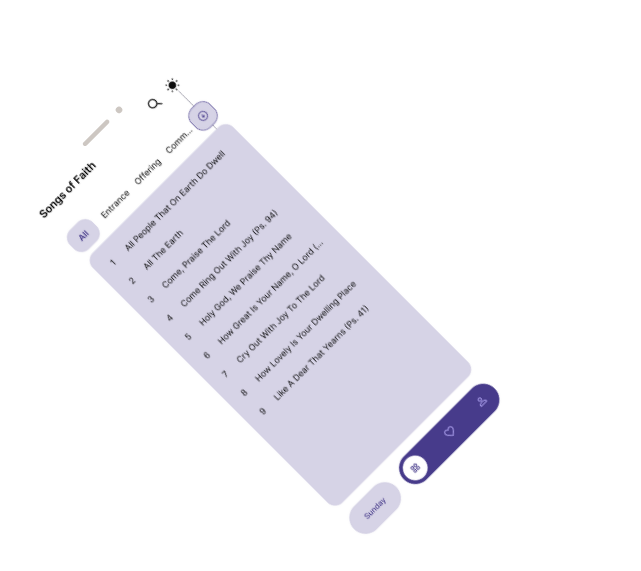 Songs of Faith
All
Entrance
Offering
Comm...
1 All People That On Earth Do Dwell
2 All The Earth
3 Come, Praise The Lord
4 Come Ring Out With Joy (Ps. 94)
5 Holy God, We Praise Thy Name
6 How Great Is Your Name, O Lord (...
7 Cry Out With Joy To The Lord
8 How Lovely is Your Dwelling Place
9 Like A Dear That Yearns (Ps. 41)
Sunday